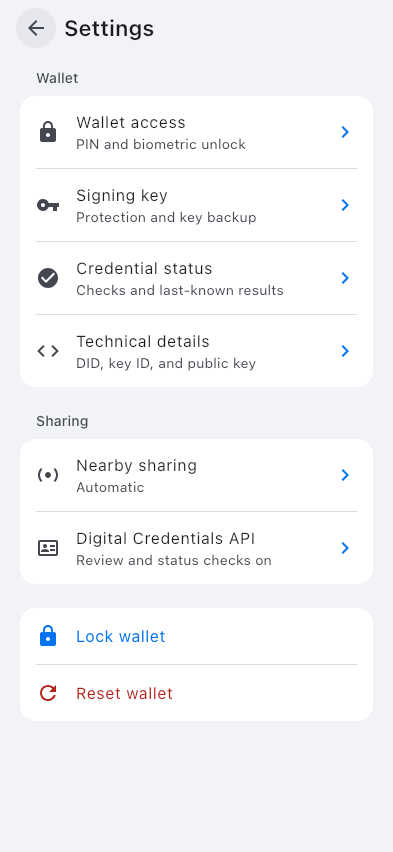 Settings
Wallet
Wallet access
PIN and biometric unlock
Signing key
Protection and key backup
Credential status
Checks and last-known results
Technical details
DID, key ID, and public key
Sharing
Nearby sharing
Automatic
Digital Credentials API
Review and status checks on
Lock wallet
Reset wallet